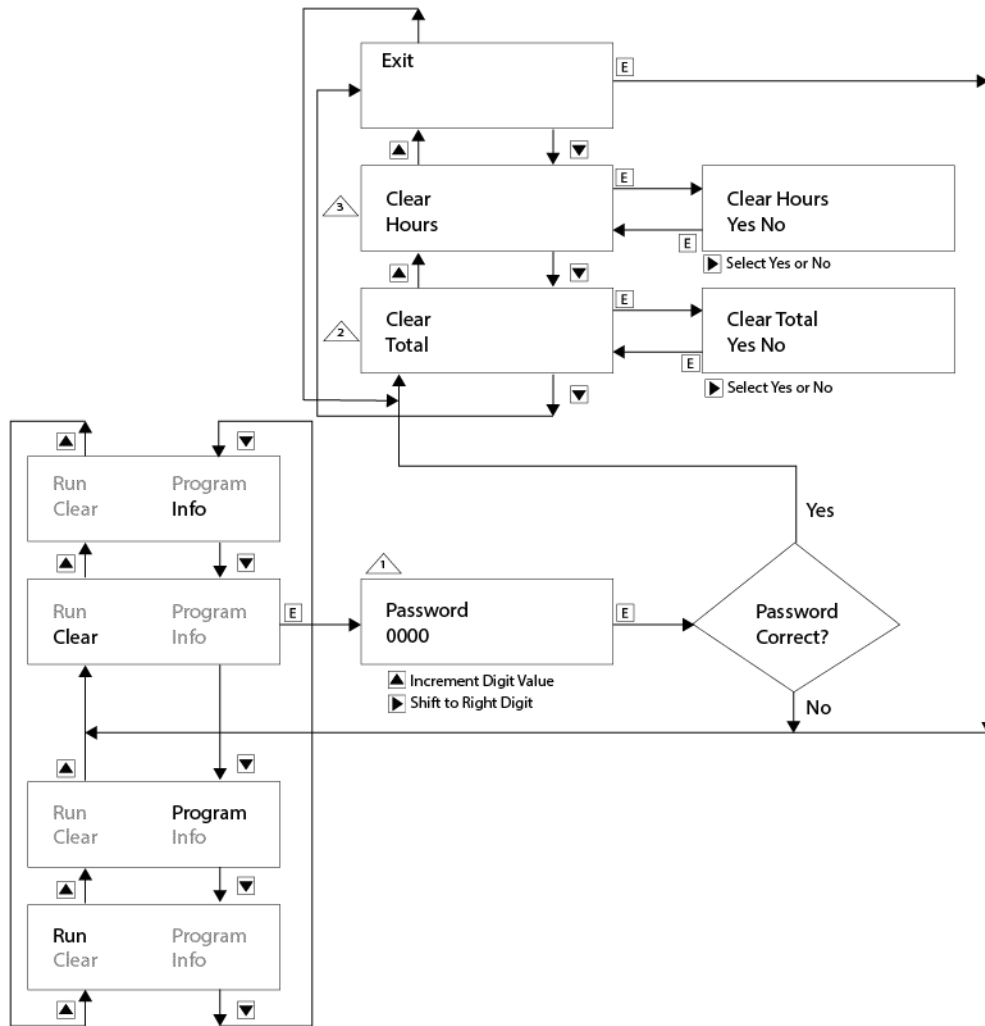 Exit
E
Clear
Hours
3
E
Clear Hours
Yes No
E
Select Yes or No
Clear
Total
2
E
Clear Total
Yes No
E
Select Yes or No
Run Program
Clear Info
Run Program
Clear Info
E
1
Password
0000
E
Increment Digit Value
Shift to Right Digit
Password
Correct?
Yes
No
Run Program
Clear Info
Run Program
Clear Info